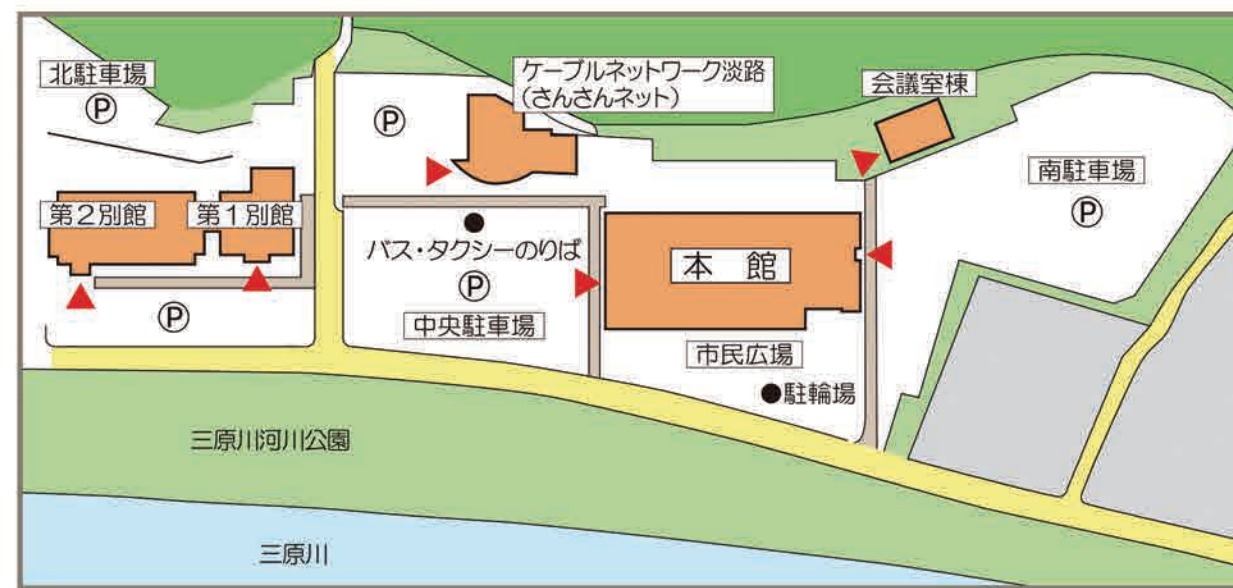 北駐車場
Ⓟ
Ⓟ
ケーブルネットワーク淡路
(さんさんネット)
会議室棟
南駐車場
Ⓟ
第2別館
第1別館
Ⓟ
●
バス・タクシーのりば
Ⓟ
中央駐車場
本 館
市民広場
●駐輪場
三原川河川公園
三原川